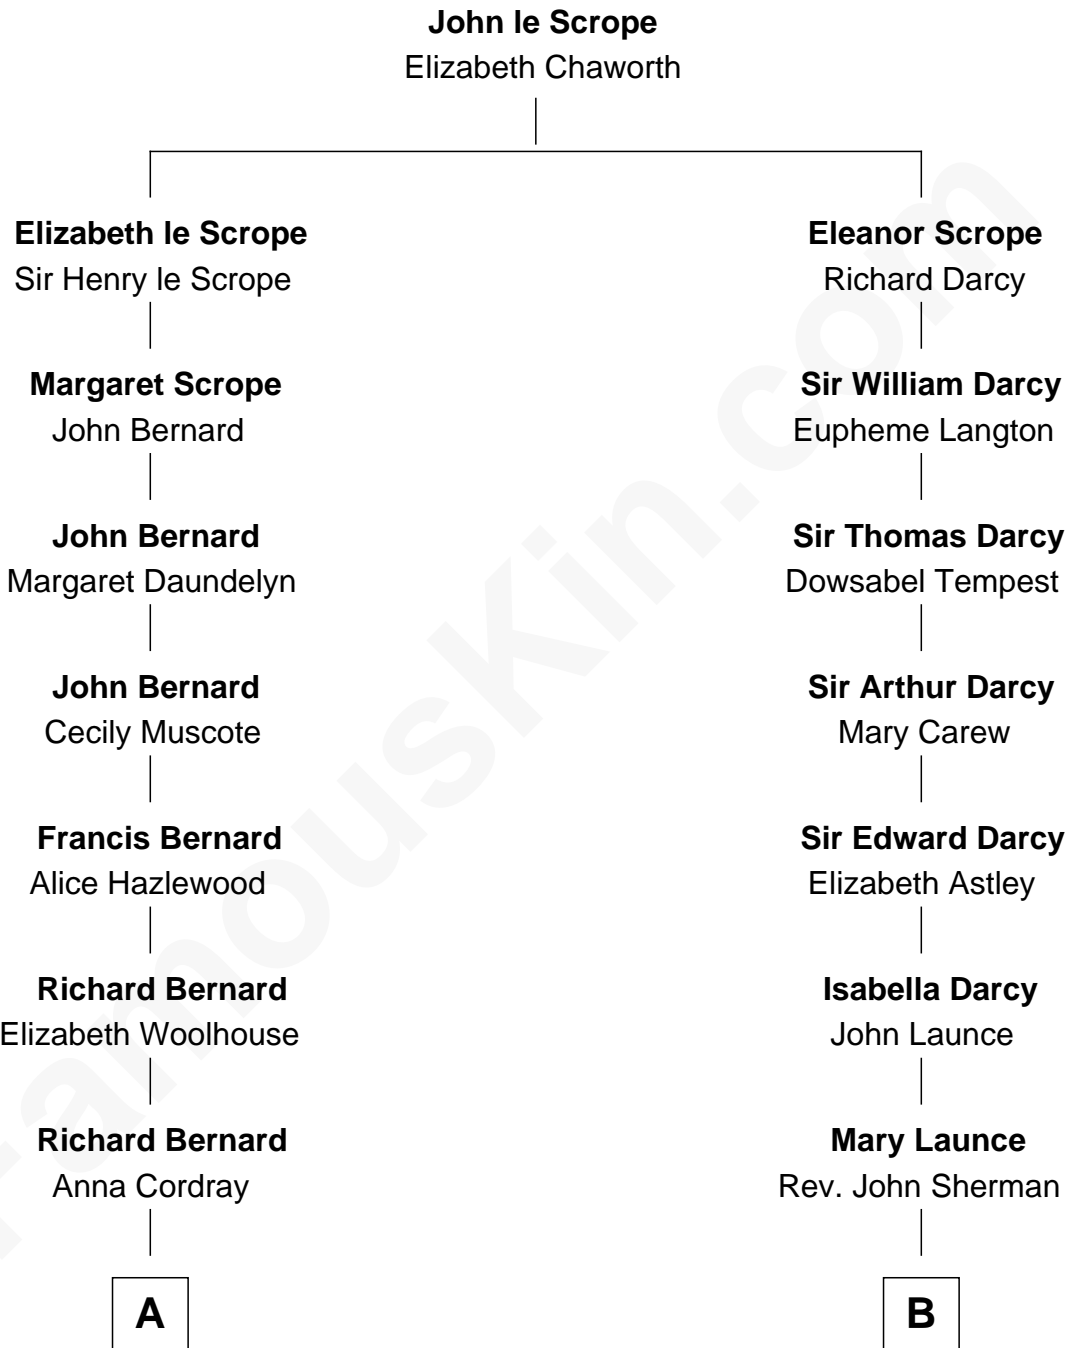 John le Scrope
Elizabeth Chaworth
Elizabeth le Scrope
Sir Henry le Scrope
Eleanor Scrope
Richard Darcy
Margaret Scrope
John Bernard
Sir William Darcy
Eupheme Langton
John Bernard
Margaret Daundelyn
Sir Thomas Darcy
Dowsabel Tempest
John Bernard
Cecily Muscote
Sir Arthur Darcy
Mary Carew
Francis Bernard
Alice Hazlewood
Sir Edward Darcy
Elizabeth Astley
Richard Bernard
Elizabeth Woolhouse
Isabella Darcy
John Launce
Richard Bernard
Anna Cordray
Mary Launce
Rev. John Sherman
A
B
FamousKin.com